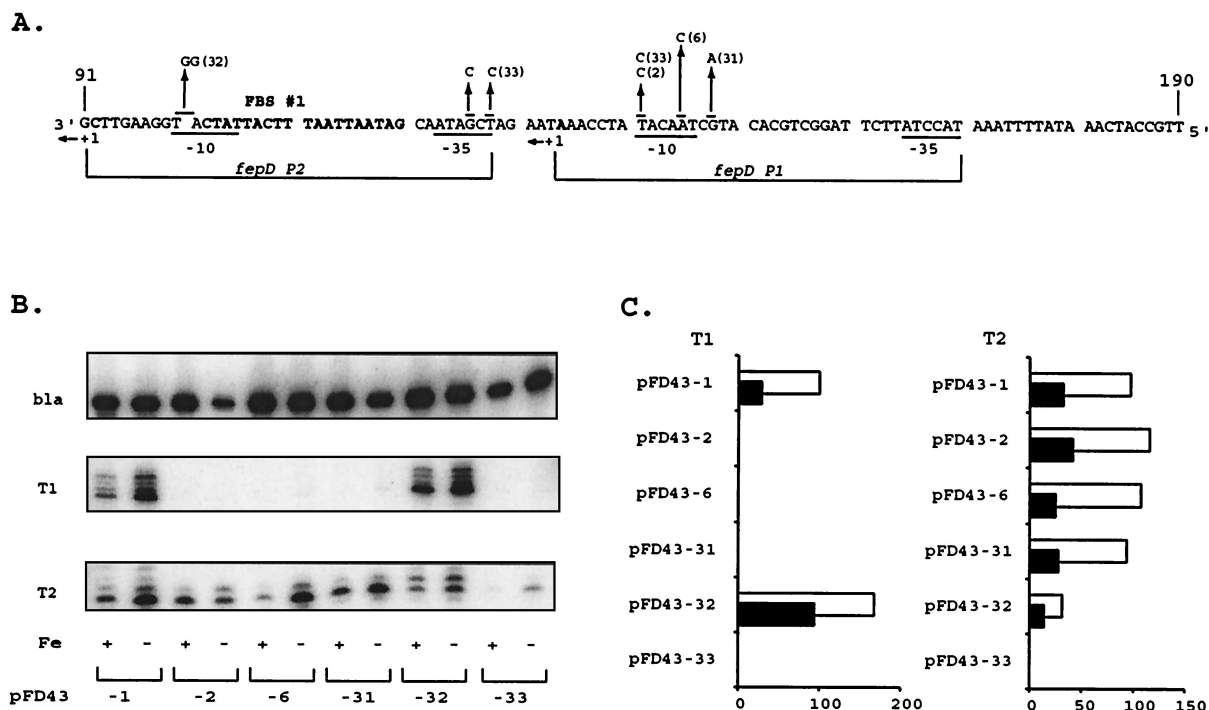 A.
C(6)
GG(32) C C(33) C(33) A(31)
C(2)
91 190
FBS #1
3' GCTTGAAGGT ACTATTACTT TAATTAATAG CAATAGCTAG AATAAACCTA TACAATCGTA CACGTCGGAT TCTTATCCAT AAATTTTATA AACTACCGTT 5'
+1 -10 -35 +1 -10 -35
fepD P2 fepD P1
B.
bla
T1
T2
Fe + - + - + - + - + - + -
pFD43 -1 -2 -6 -31 -32 -33
C.
T1
pFD43-1
pFD43-2
pFD43-6
pFD43-31
pFD43-32
pFD43-33
0 100 200
T2
pFD43-1
pFD43-2
pFD43-6
pFD43-31
pFD43-32
pFD43-33
0 50 100 150